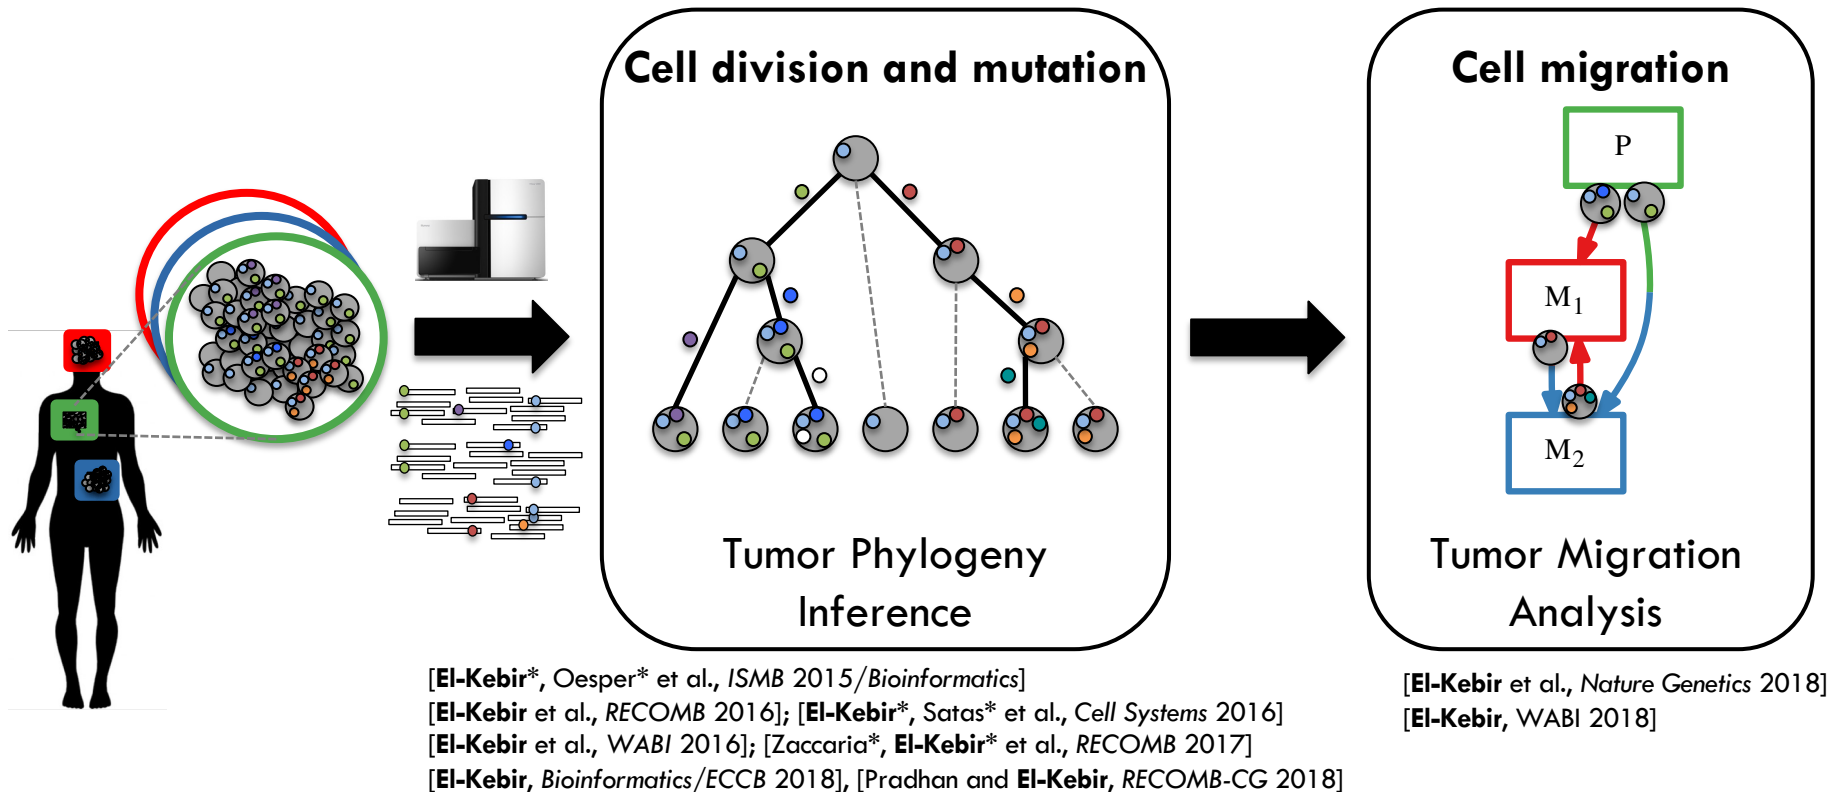 Cell division and mutation
Tumor Phylogeny
Inference
Cell migration
P
M1
M2
Tumor Migration
Analysis
[El-Kebir*, Oesper* et al., ISMB 2015/Bioinformatics]
[El-Kebir et al., RECOMB 2016]; [El-Kebir*, Satas* et al., Cell Systems 2016]
[El-Kebir et al., WABI 2016]; [Zaccaria*, El-Kebir* et al., RECOMB 2017]
[El-Kebir, Bioinformatics/ECCB 2018], [Pradhan and El-Kebir, RECOMB-CG 2018]
[El-Kebir et al., Nature Genetics 2018]
[El-Kebir, WABI 2018]